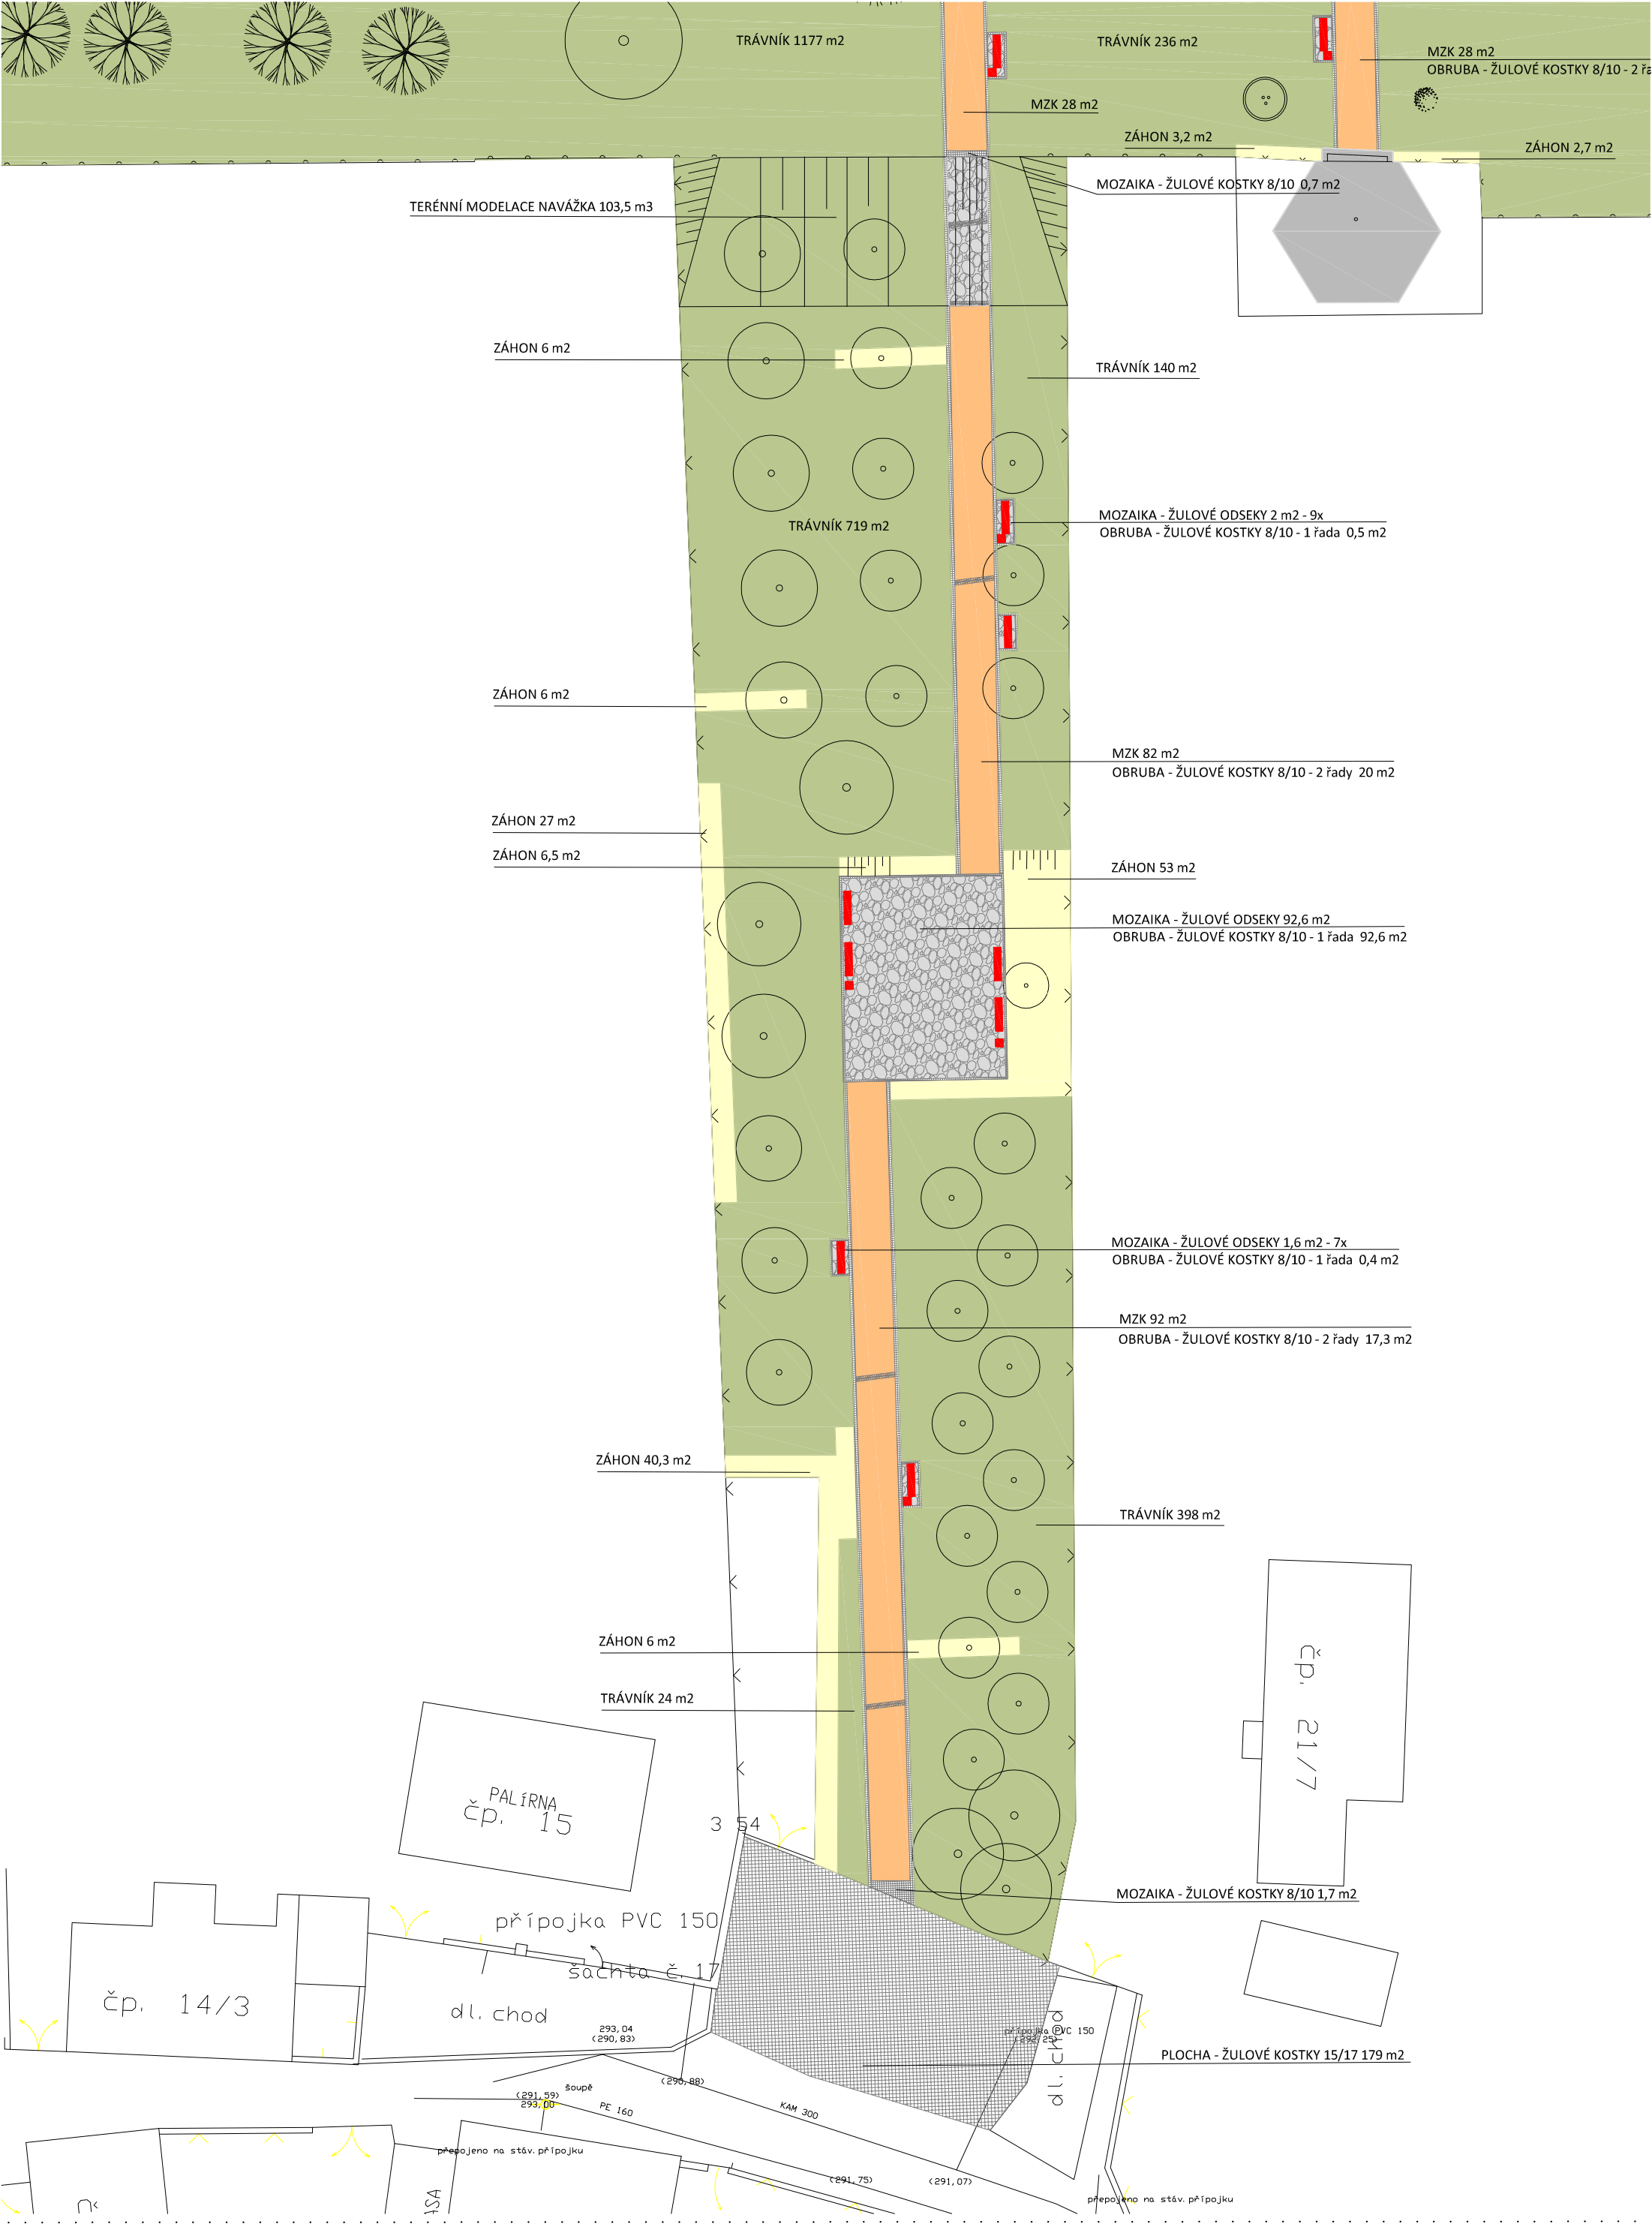 TRÁVNÍK 1177 m2
TRÁVNÍK 236 m2
MZK 28 m2
OBRUBA - ŽULOVÉ KOSTKY 8/10 - 2
MZK 28 m2
ZÁHON 3,2 m2
ZÁHON 2,7 m2
MOZAIKA - ŽULOVÉ KOSTKY 8/10 0,7 m2
TERÉNNÍ MODELACE NAVÁŽKA 103,5 m3
ZÁHON 6 m2
TRÁVNÍK 140 m2
MOZAIKA - ŽULOVÉ ODSEKY 2 m2 - 9x
OBRUBA - ŽULOVÉ KOSTKY 8/10 - 1 řada 0,5 m2
TRÁVNÍK 719 m2
ZÁHON 6 m2
MZK 82 m2
OBRUBA - ŽULOVÉ KOSTKY 8/10 - 2 řady 20 m2
ZÁHON 27 m2
ZÁHON 6,5 m2
ZÁHON 53 m2
MOZAIKA - ŽULOVÉ ODSEKY 92,6 m2
OBRUBA - ŽULOVÉ KOSTKY 8/10 - 1 řada 92,6 m2
MOZAIKA - ŽULOVÉ ODSEKY 1,6 m2 - 7x
OBRUBA - ŽULOVÉ KOSTKY 8/10 - 1 řada 0,4 m2
MZK 92 m2
OBRUBA - ŽULOVÉ KOSTKY 8/10 - 2 řady 17,3 m2
ZÁHON 40,3 m2
TRÁVNÍK 398 m2
ZÁHON 6 m2
čp. 21/7
TRÁVNÍK 24 m2
PALíRNA
čp. 15
3 54
MOZAIKA - ŽULOVÉ KOSTKY 8/10 1,7 m2
přípojka PVC 150
šachta č. 17
čp. 14/3
dl. chod
293,04
(290,83)
přípojka PVC 150
(292,25)
dl. chod
PLOCHA - ŽULOVÉ KOSTKY 15/17 179 m2
(290,88)
šoupě
(291,59)
293,00
PE 160
KAM 300
přepojeno na stáv. přípojku
(291,75)
(291,07)
přepojeno na stáv. přípojku